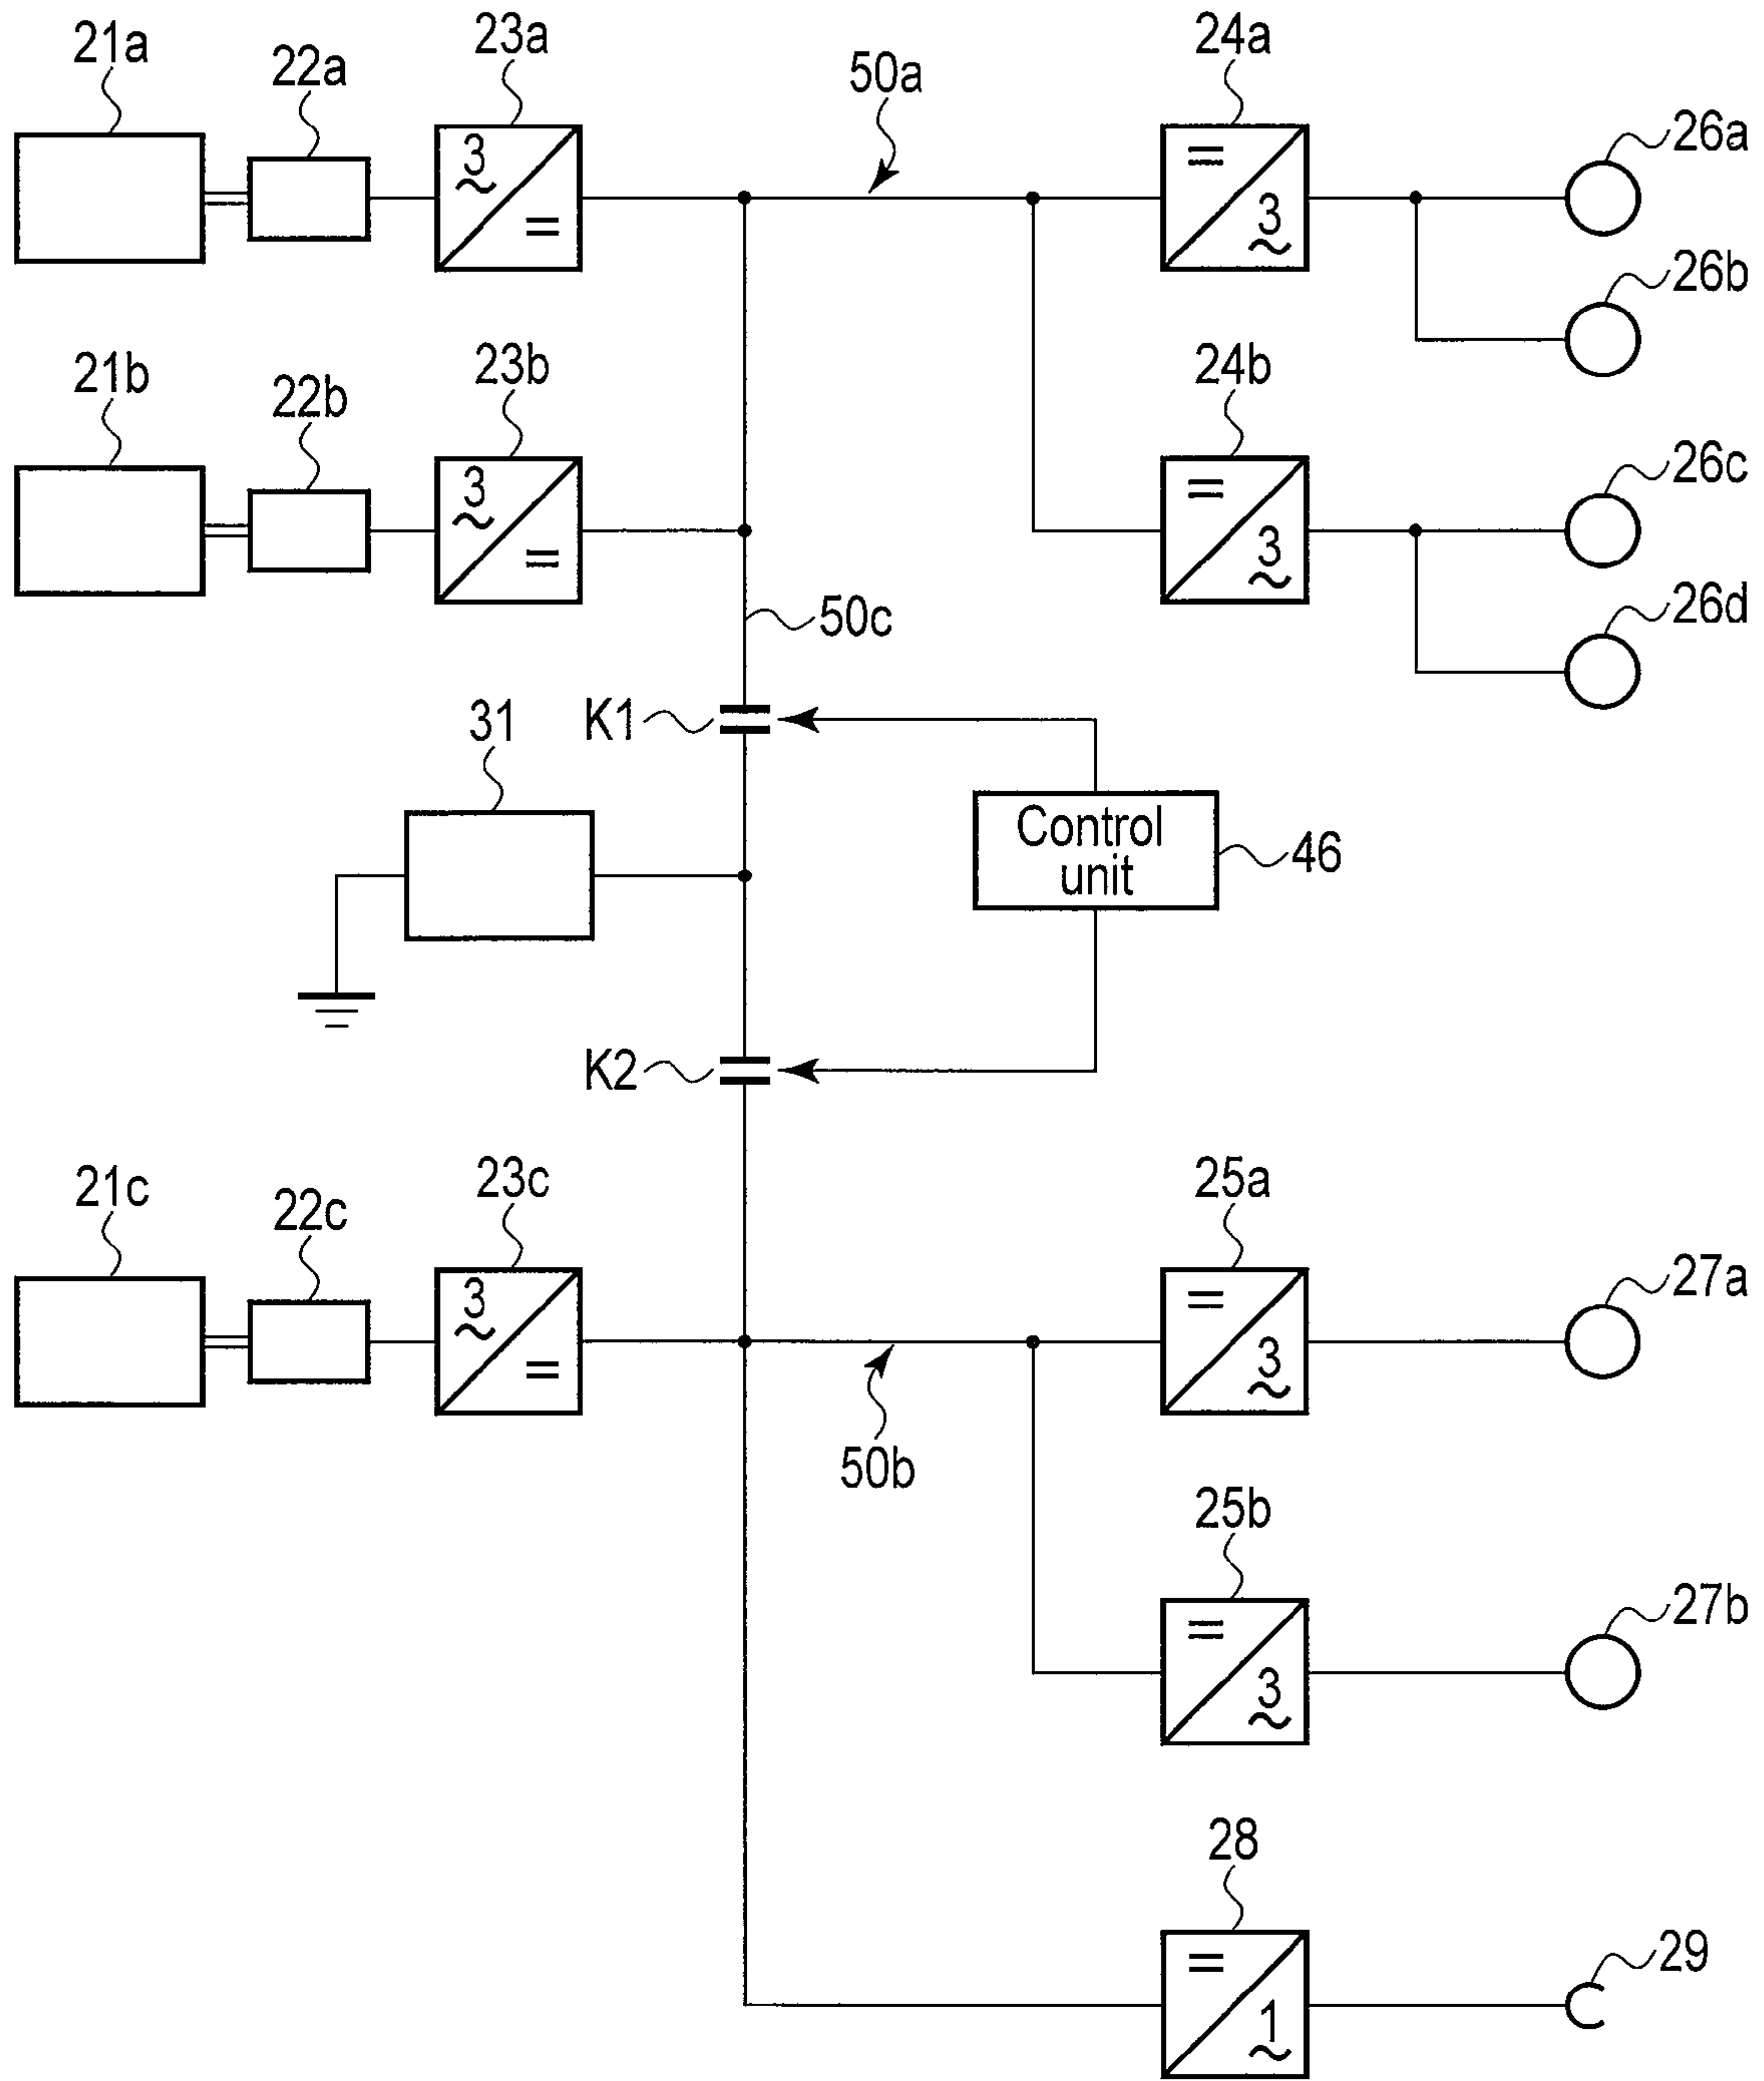 21a
22a
23a
50a
24a
26a
3
~
=
=
3
~
26b
21b
22b
23b
24b
26c
3
~
=
=
3
~
50c
26d
K1
31
Control
unit
46
K2
21c
22c
23c
25a
27a
3
~
=
=
3
~
50b
25b
27b
=
3
~
28
29
=
1
~